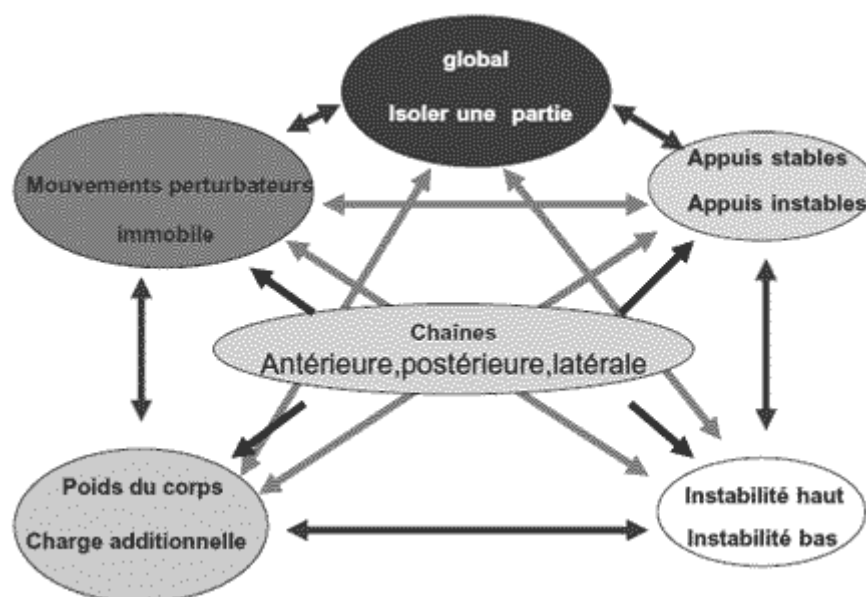 global
Isoler une partie
Mouvements perturbateurs
immobile
Appuis stables
Appuis instables
Chaînes
Antérieure,postérieure,latérale
Poids du corps
Charge additionnelle
Instabilité haut
Instabilité bas